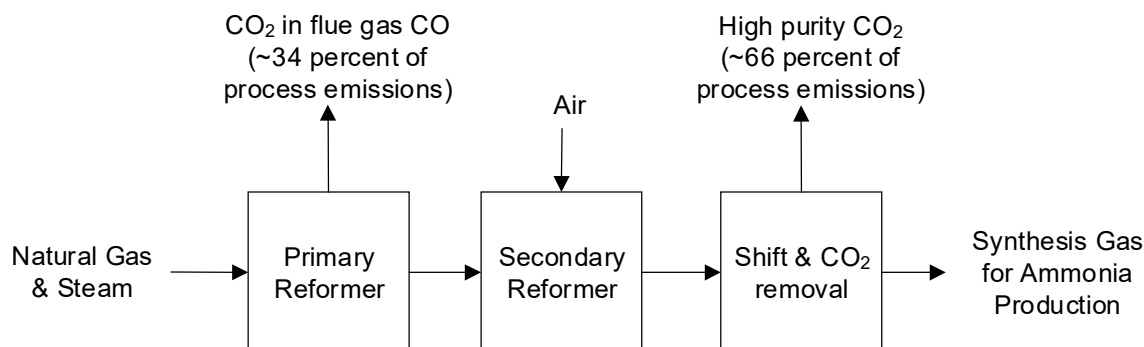 CO₂ in flue gas CO
(~34 percent of
process emissions)
High purity CO₂
(~66 percent of
process emissions)
Air
Natural Gas
& Steam
Primary
Reformer
Secondary
Reformer
Shift & CO₂
removal
Synthesis Gas
for Ammonia
Production